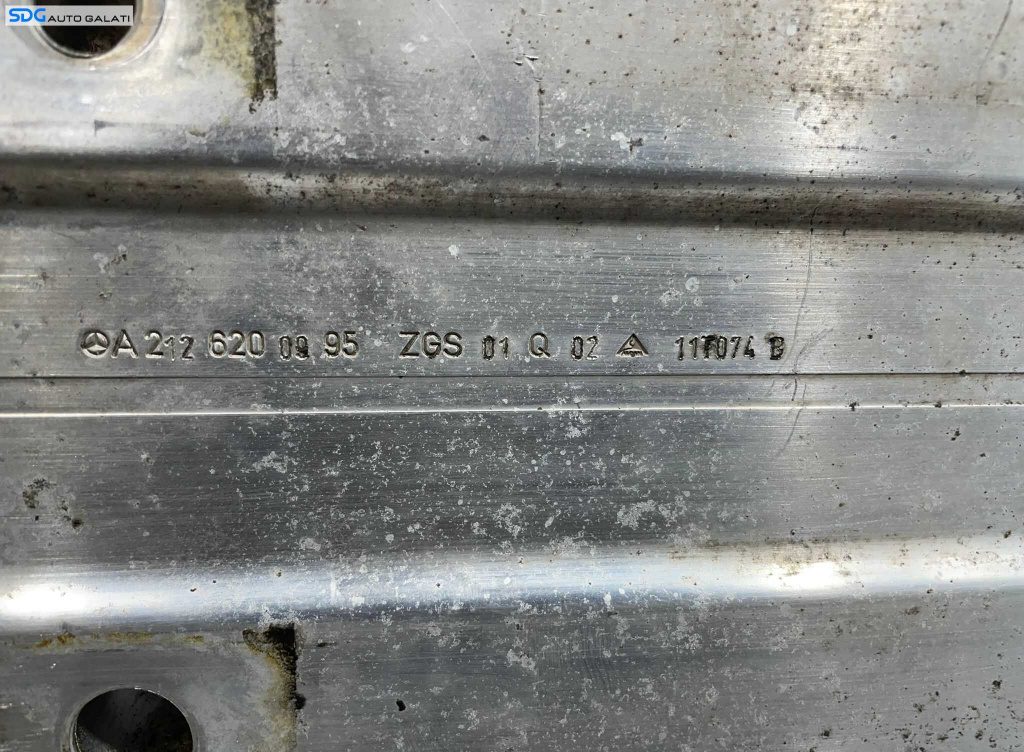 SDG AUTO GALATI
A 212 620 09 95 ZGS 01 Q 02 117074 B